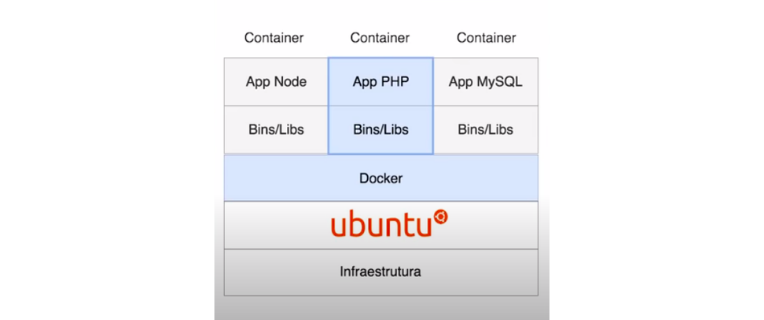 Container Container Container
App Node App PHP App MySQL
Bins/Libs Bins/Libs Bins/Libs
Docker
ubuntu
Infraestrutura